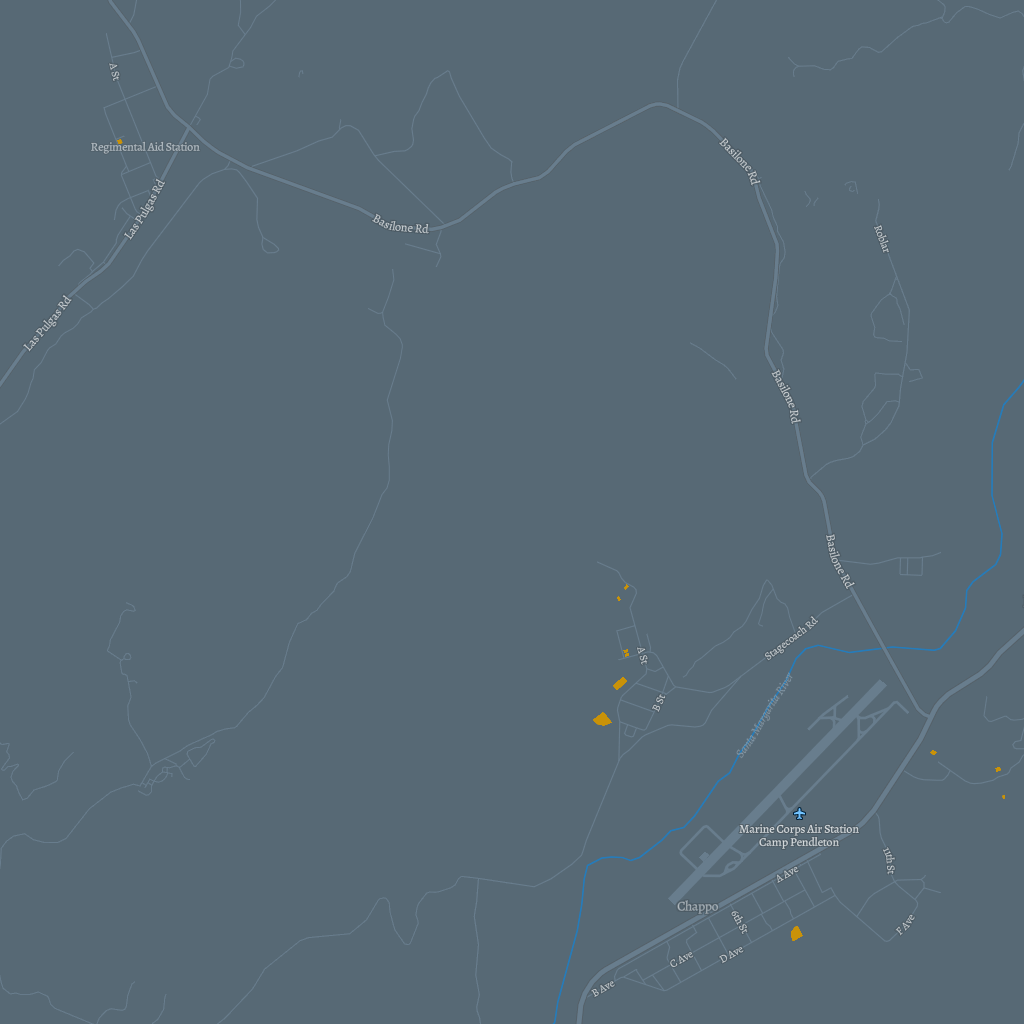 A St
Regimental Aid Station
Basilone Rd
Las Pulgas Rd
Basilone Rd
Roblar
Las Pulgas Rd
Basilone Rd
Basilone Rd
Stagecoach Rd
A St
B St
Santa Margarita River
Marine Corps Air Station
Camp Pendleton
11th St
A Ave
Chappo
6th St
F Ave
C Ave
D Ave
B Ave